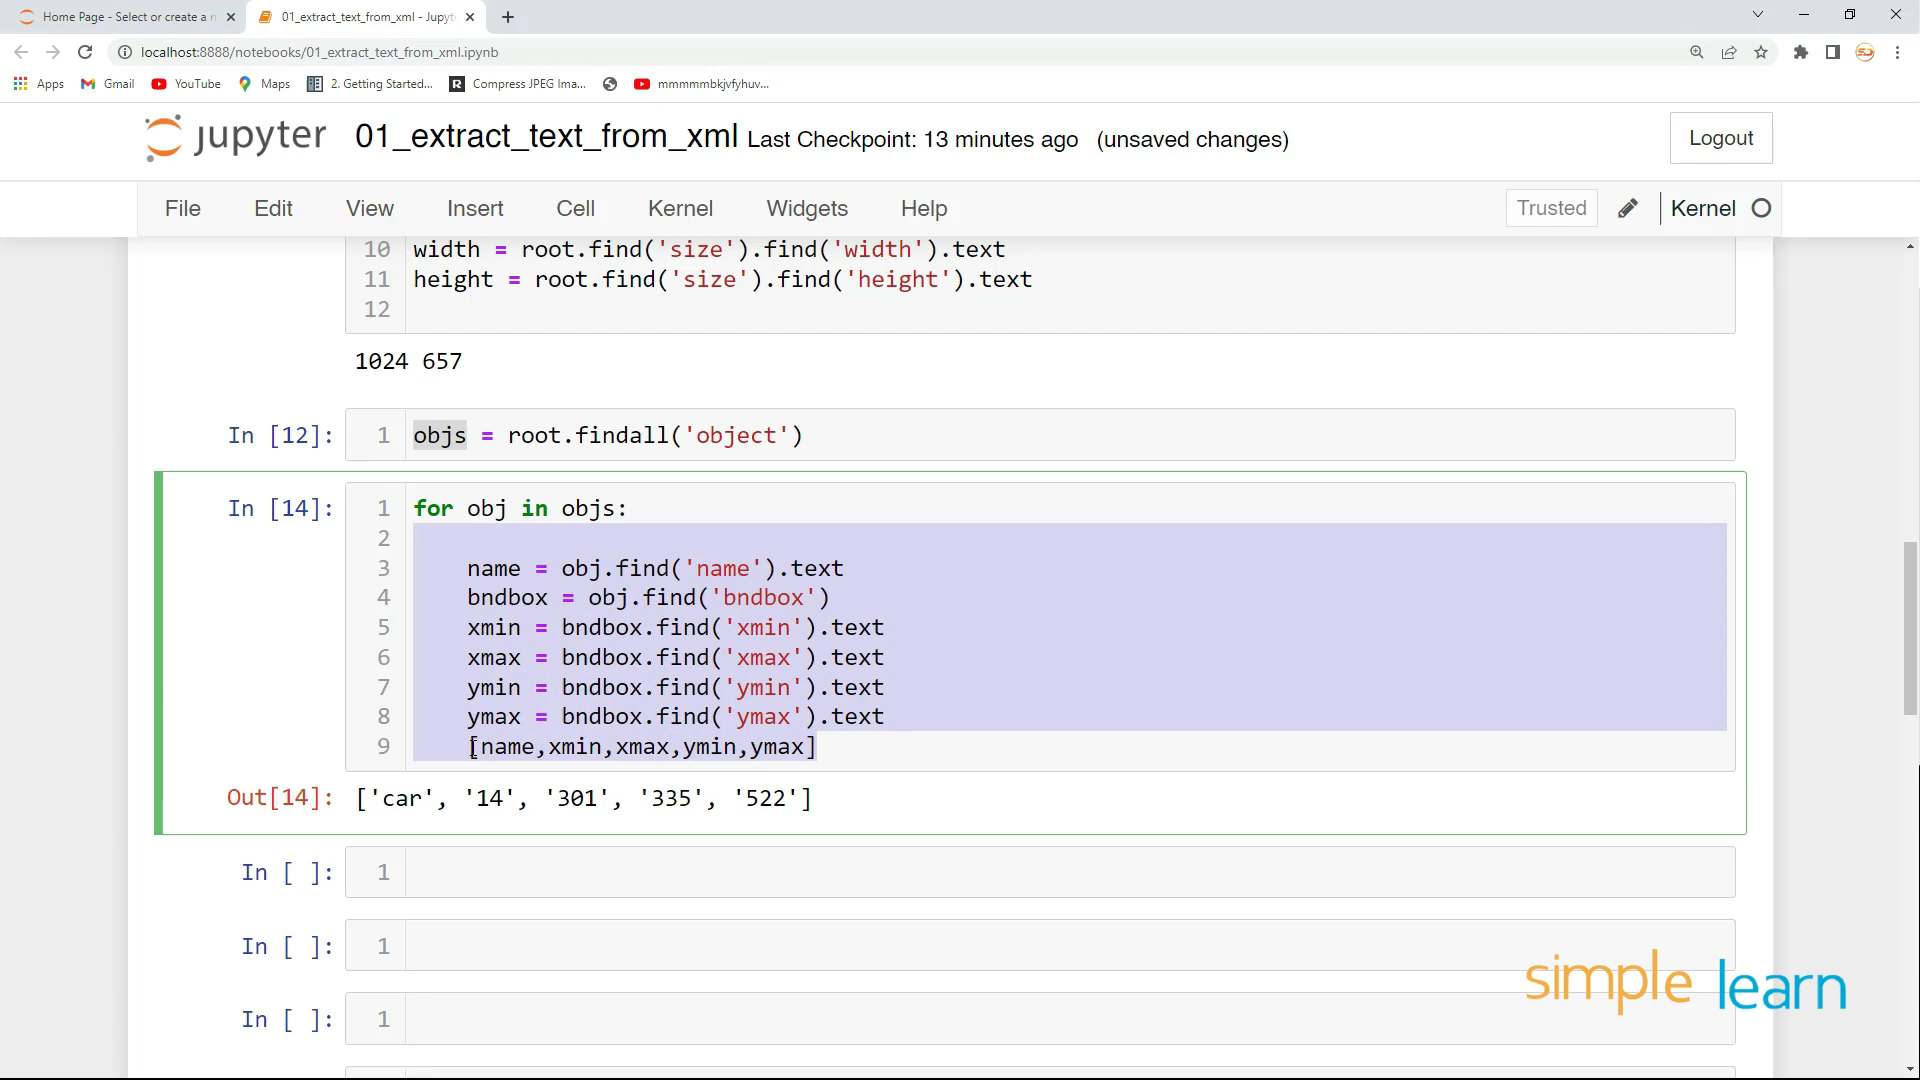 Home Page - Select or create a n
01_extract_text_from_xml - Jupyt
localhost:8888/notebooks/01_extract_text_from_xml.ipynb
Apps
Gmail
YouTube
Maps
2. Getting Started...
R
Compress JPEG Ima...
mmmmmbkjvfyhuv...
jupyter
01_extract_text_from_xml Last Checkpoint: 13 minutes ago (unsaved changes)
Logout
File
Edit
View
Insert
Cell
Kernel
Widgets
Help
Trusted
Kernel
10 width = root.find('size').find('width').text
11 height = root.find('size').find('height').text
12
1024 657
In [12]: 1 objs = root.findall('object')
In [14]: 1 for obj in objs:
2
3 name = obj.find('name').text
4 bndbox = obj.find('bndbox')
5 xmin = bndbox.find('xmin').text
6 xmax = bndbox.find('xmax').text
7 ymin = bndbox.find('ymin').text
8 ymax = bndbox.find('ymax').text
9 [name,xmin,xmax,ymin,ymax]
Out[14]: ['car', '14', '301', '335', '522']
In [ ]: 1
In [ ]: 1
In [ ]: 1
simple learn